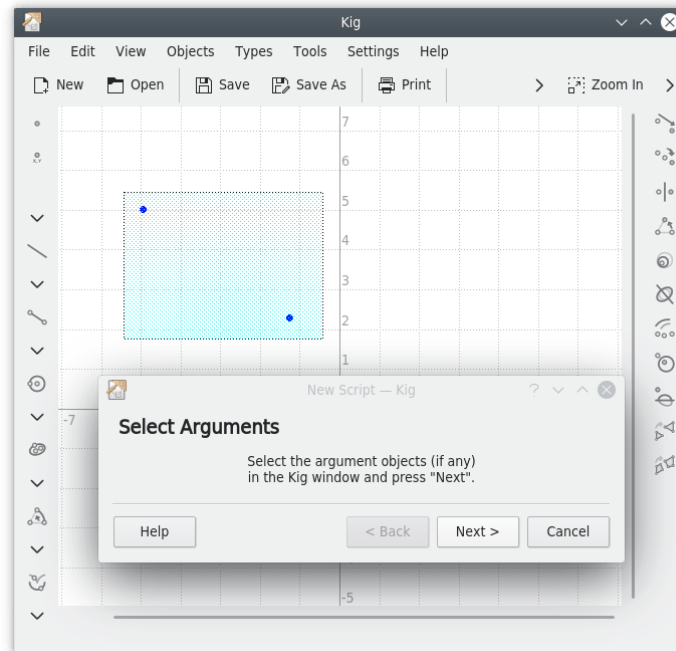 Kig
File Edit View Objects Types Tools Settings Help
New Open Save Save As Print Zoom In
x,y
7
6
5
4
3
2
1
-7
New Script — Kig
Select Arguments
Select the argument objects (if any)
in the Kig window and press "Next".
Help < Back Next > Cancel
-5